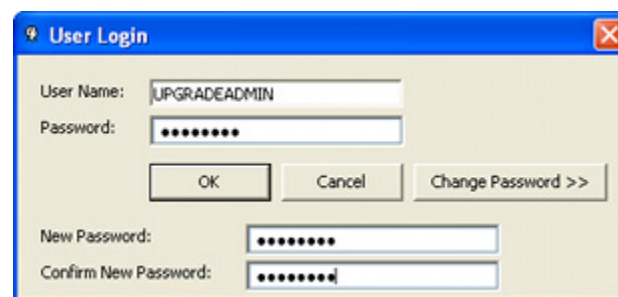 User Login
User Name: UPGRADEADMIN
Password: ••••••••
OK Cancel Change Password >>
New Password: ••••••••
Confirm New Password: ••••••••